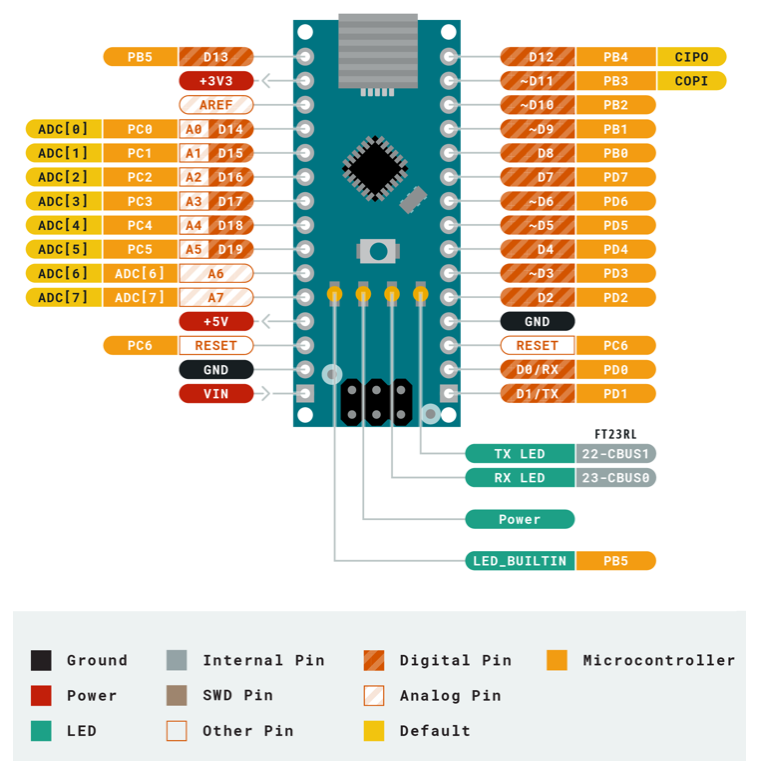 PB5 D13 D12 PB4 CIPO
+3V3 ~D11 PB3 COPI
AREF ~D10 PB2
ADC[0] PC0 A0 D14 ~D9 PB1
ADC[1] PC1 A1 D15 D8 PB0
ADC[2] PC2 A2 D16 D7 PD7
ADC[3] PC3 A3 D17 ~D6 PD6
ADC[4] PC4 A4 D18 ~D5 PD5
ADC[5] PC5 A5 D19 D4 PD4
ADC[6] ADC[6] A6 ~D3 PD3
ADC[7] ADC[7] A7 D2 PD2
+5V GND
PC6 RESET RESET PC6
GND D0/RX PD0
VIN D1/TX PD1
FT23RL
TX LED 22-CBUS1
RX LED 23-CBUS0
Power
LED_BUILTIN PB5
Ground Internal Pin Digital Pin Microcontroller
Power SWD Pin Analog Pin
LED Other Pin Default